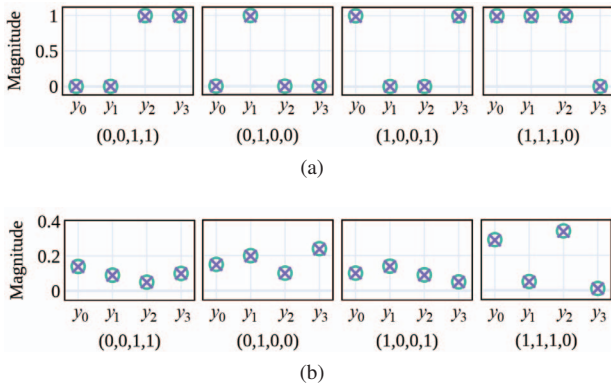 Magnitude
1
0.5
0
y0 y1 y2 y3 y0 y1 y2 y3 y0 y1 y2 y3 y0 y1 y2 y3
(0,0,1,1) (0,1,0,0) (1,0,0,1) (1,1,1,0)
(a)
Magnitude
0.4
0.2
0
y0 y1 y2 y3 y0 y1 y2 y3 y0 y1 y2 y3 y0 y1 y2 y3
(0,0,1,1) (0,1,0,0) (1,0,0,1) (1,1,1,0)
(b)